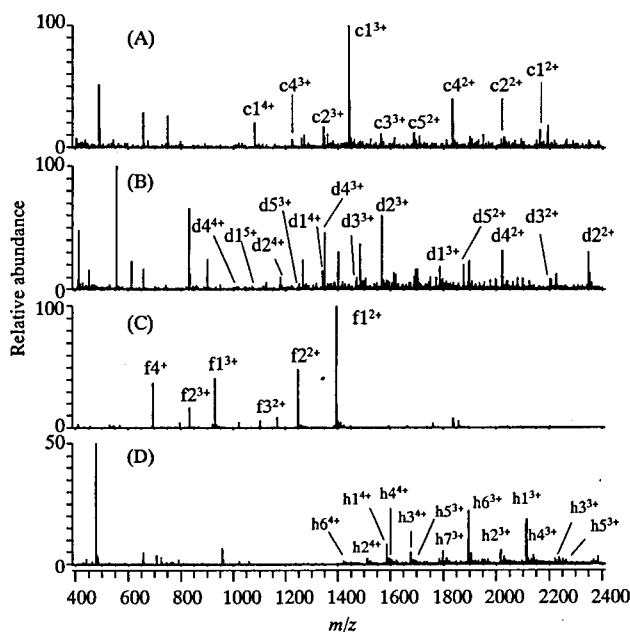 100
(A)
c1³⁺
c4³⁺
c1⁴⁺
c2³⁺
c3³⁺
c5²⁺
c4²⁺
c2²⁺
c1²⁺
0
100
(B)
d4⁴⁺
d1⁵⁺
d2⁴⁺
d5³⁺
d1⁴⁺
d4³⁺
d3³⁺
d2³⁺
d1³⁺
d5²⁺
d4²⁺
d3²⁺
d2²⁺
0
100
(C)
f4⁺
f2³⁺
f1³⁺
f3²⁺
f2²⁺
f1²⁺
0
50
(D)
h6⁴⁺
h2⁴⁺
h1⁴⁺
h4⁴⁺
h3⁴⁺
h5³⁺
h7³⁺
h6³⁺
h2³⁺
h1³⁺
h4³⁺
h3³⁺
h5³⁺
0
400 600 800 1000 1200 1400 1600 1800 2000 2200 2400
m/z
Relative abundance